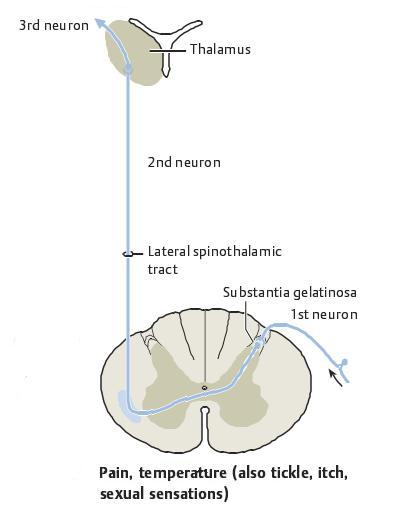 3rd neuron
Thalamus
2nd neuron
Lateral spinothalamic
tract
Substantia gelatinosa
1st neuron
Pain, temperature (also tickle, itch,
sexual sensations)